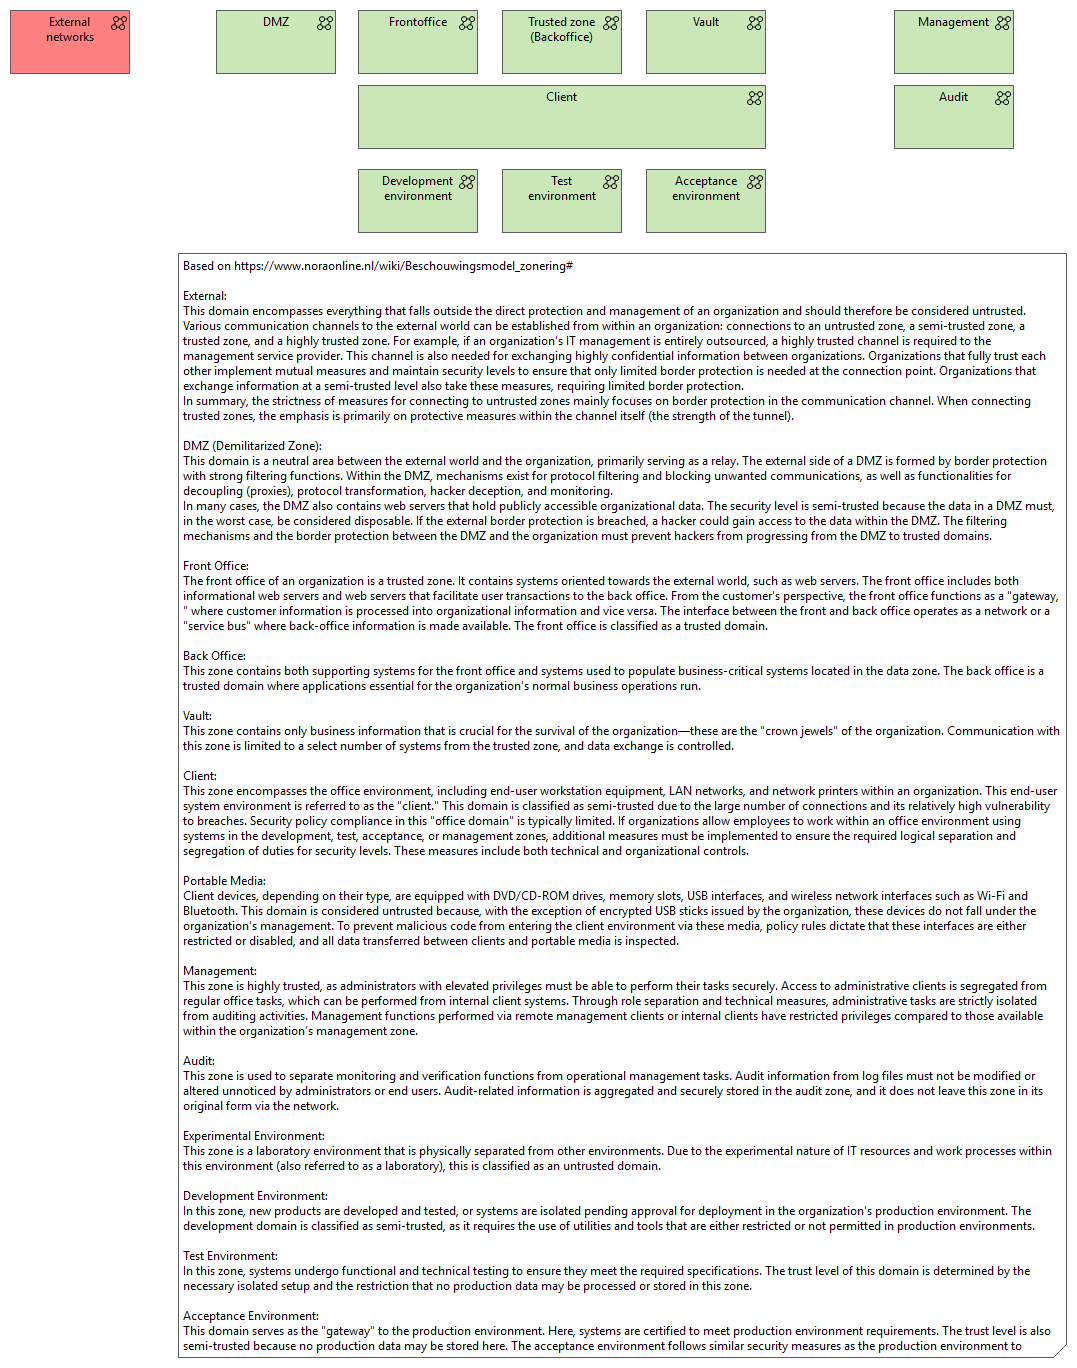 External
networks
DMZ
Frontoffice
Trusted zone
(Backoffice)
Vault
Management
Client
Audit
Development
environment
Test
environment
Acceptance
environment
Based on https://www.noraonline.nl/wiki/Beschouwingsmodel_zonering#
External:
This domain encompasses everything that falls outside the direct protection and management of an organization and should therefore be considered untrusted.
Various communication channels to the external world can be established from within an organization: connections to an untrusted zone, a semi-trusted zone, a
trusted zone, and a highly trusted zone. For example, if an organization's IT management is entirely outsourced, a highly trusted channel is required to the
management service provider. This channel is also needed for exchanging highly confidential information between organizations. Organizations that fully trust each
other implement mutual measures and maintain security levels to ensure that only limited border protection is needed at the connection point. Organizations that
exchange information at a semi-trusted level also take these measures, requiring limited border protection.
In summary, the strictness of measures for connecting to untrusted zones mainly focuses on border protection in the communication channel. When connecting
trusted zones, the emphasis is primarily on protective measures within the channel itself (the strength of the tunnel).
DMZ (Demilitarized Zone):
This domain is a neutral area between the external world and the organization, primarily serving as a relay. The external side of a DMZ is formed by border protection
with strong filtering functions. Within the DMZ, mechanisms exist for protocol filtering and blocking unwanted communications, as well as functionalities for
decoupling (proxies), protocol transformation, hacker deception, and monitoring.
In many cases, the DMZ also contains web servers that hold publicly accessible organizational data. The security level is semi-trusted because the data in a DMZ must,
in the worst case, be considered disposable. If the external border protection is breached, a hacker could gain access to the data within the DMZ. The filtering
mechanisms and the border protection between the DMZ and the organization must prevent hackers from progressing from the DMZ to trusted domains.
Front Office:
The front office of an organization is a trusted zone. It contains systems oriented towards the external world, such as web servers. The front office includes both
informational web servers and web servers that facilitate user transactions to the back office. From the customer's perspective, the front office functions as a "gateway,
" where customer information is processed into organizational information and vice versa. The interface between the front and back office operates as a network or a
"service bus" where back-office information is made available. The front office is classified as a trusted domain.
Back Office:
This zone contains both supporting systems for the front office and systems used to populate business-critical systems located in the data zone. The back office is a
trusted domain where applications essential for the organization's normal business operations run.
Vault:
This zone contains only business information that is crucial for the survival of the organization—these are the "crown jewels" of the organization. Communication with
this zone is limited to a select number of systems from the trusted zone, and data exchange is controlled.
Client:
This zone encompasses the office environment, including end-user workstation equipment, LAN networks, and network printers within an organization. This end-user
system environment is referred to as the "client." This domain is classified as semi-trusted due to the large number of connections and its relatively high vulnerability
to breaches. Security policy compliance in this "office domain" is typically limited. If organizations allow employees to work within an office environment using
systems in the development, test, acceptance, or management zones, additional measures must be implemented to ensure the required logical separation and
segregation of duties for security levels. These measures include both technical and organizational controls.
Portable Media:
Client devices, depending on their type, are equipped with DVD/CD-ROM drives, memory slots, USB interfaces, and wireless network interfaces such as Wi-Fi and
Bluetooth. This domain is considered untrusted because, with the exception of encrypted USB sticks issued by the organization, these devices do not fall under the
organization's management. To prevent malicious code from entering the client environment via these media, policy rules dictate that these interfaces are either
restricted or disabled, and all data transferred between clients and portable media is inspected.
Management:
This zone is highly trusted, as administrators with elevated privileges must be able to perform their tasks securely. Access to administrative clients is segregated from
regular office tasks, which can be performed from internal client systems. Through role separation and technical measures, administrative tasks are strictly isolated
from auditing activities. Management functions performed via remote management clients or internal clients have restricted privileges compared to those available
within the organization's management zone.
Audit:
This zone is used to separate monitoring and verification functions from operational management tasks. Audit information from log files must not be modified or
altered unnoticed by administrators or end users. Audit-related information is aggregated and securely stored in the audit zone, and it does not leave this zone in its
original form via the network.
Experimental Environment:
This zone is a laboratory environment that is physically separated from other environments. Due to the experimental nature of IT resources and work processes within
this environment (also referred to as a laboratory), this is classified as an untrusted domain.
Development Environment:
In this zone, new products are developed and tested, or systems are isolated pending approval for deployment in the organization's production environment. The
development domain is classified as semi-trusted, as it requires the use of utilities and tools that are either restricted or not permitted in production environments.
Test Environment:
In this zone, systems undergo functional and technical testing to ensure they meet the required specifications. The trust level of this domain is determined by the
necessary isolated setup and the restriction that no production data may be processed or stored in this zone.
Acceptance Environment:
This domain serves as the "gateway" to the production environment. Here, systems are certified to meet production environment requirements. The trust level is also
semi-trusted because no production data may be stored here. The acceptance environment follows similar security measures as the production environment to